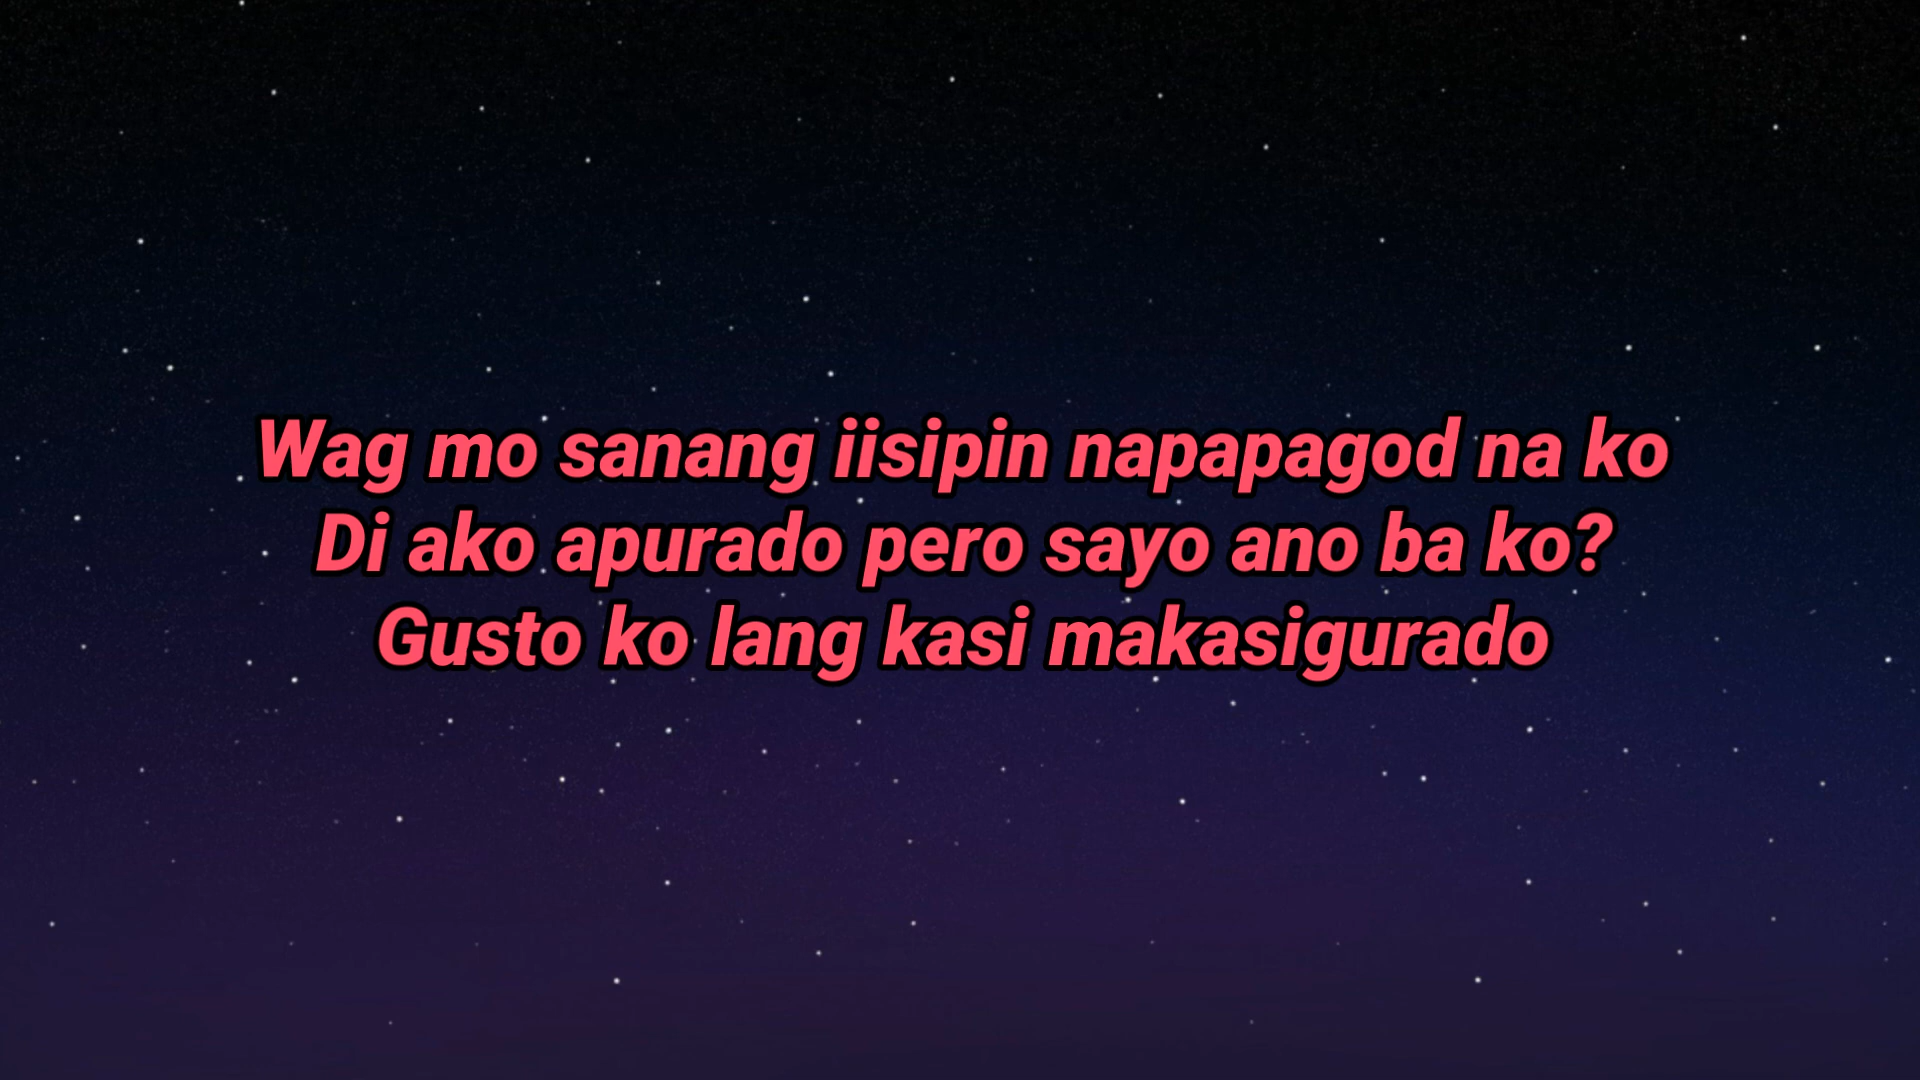 Wag mo sanang iisipin napapagod na ko
Di ako apurado pero sayo ano ba ko?
Gusto ko lang kasi makasigurado